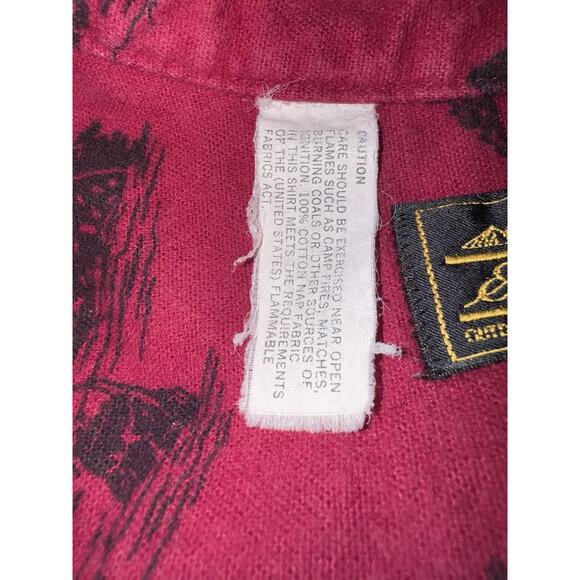 CAUTION
CARE SHOULD BE EXERCISED NEAR OPEN
FLAMES SUCH AS CAMP FIRES, MATCHES,
BURNING COALS OR OTHER SOURCES OF
IGNITION. 100% COTTON NAP FABRIC
IN THIS SHIRT MEETS THE REQUIREMENTS
OF THE (UNITED STATES) FLAMMABLE
FABRICS ACT.